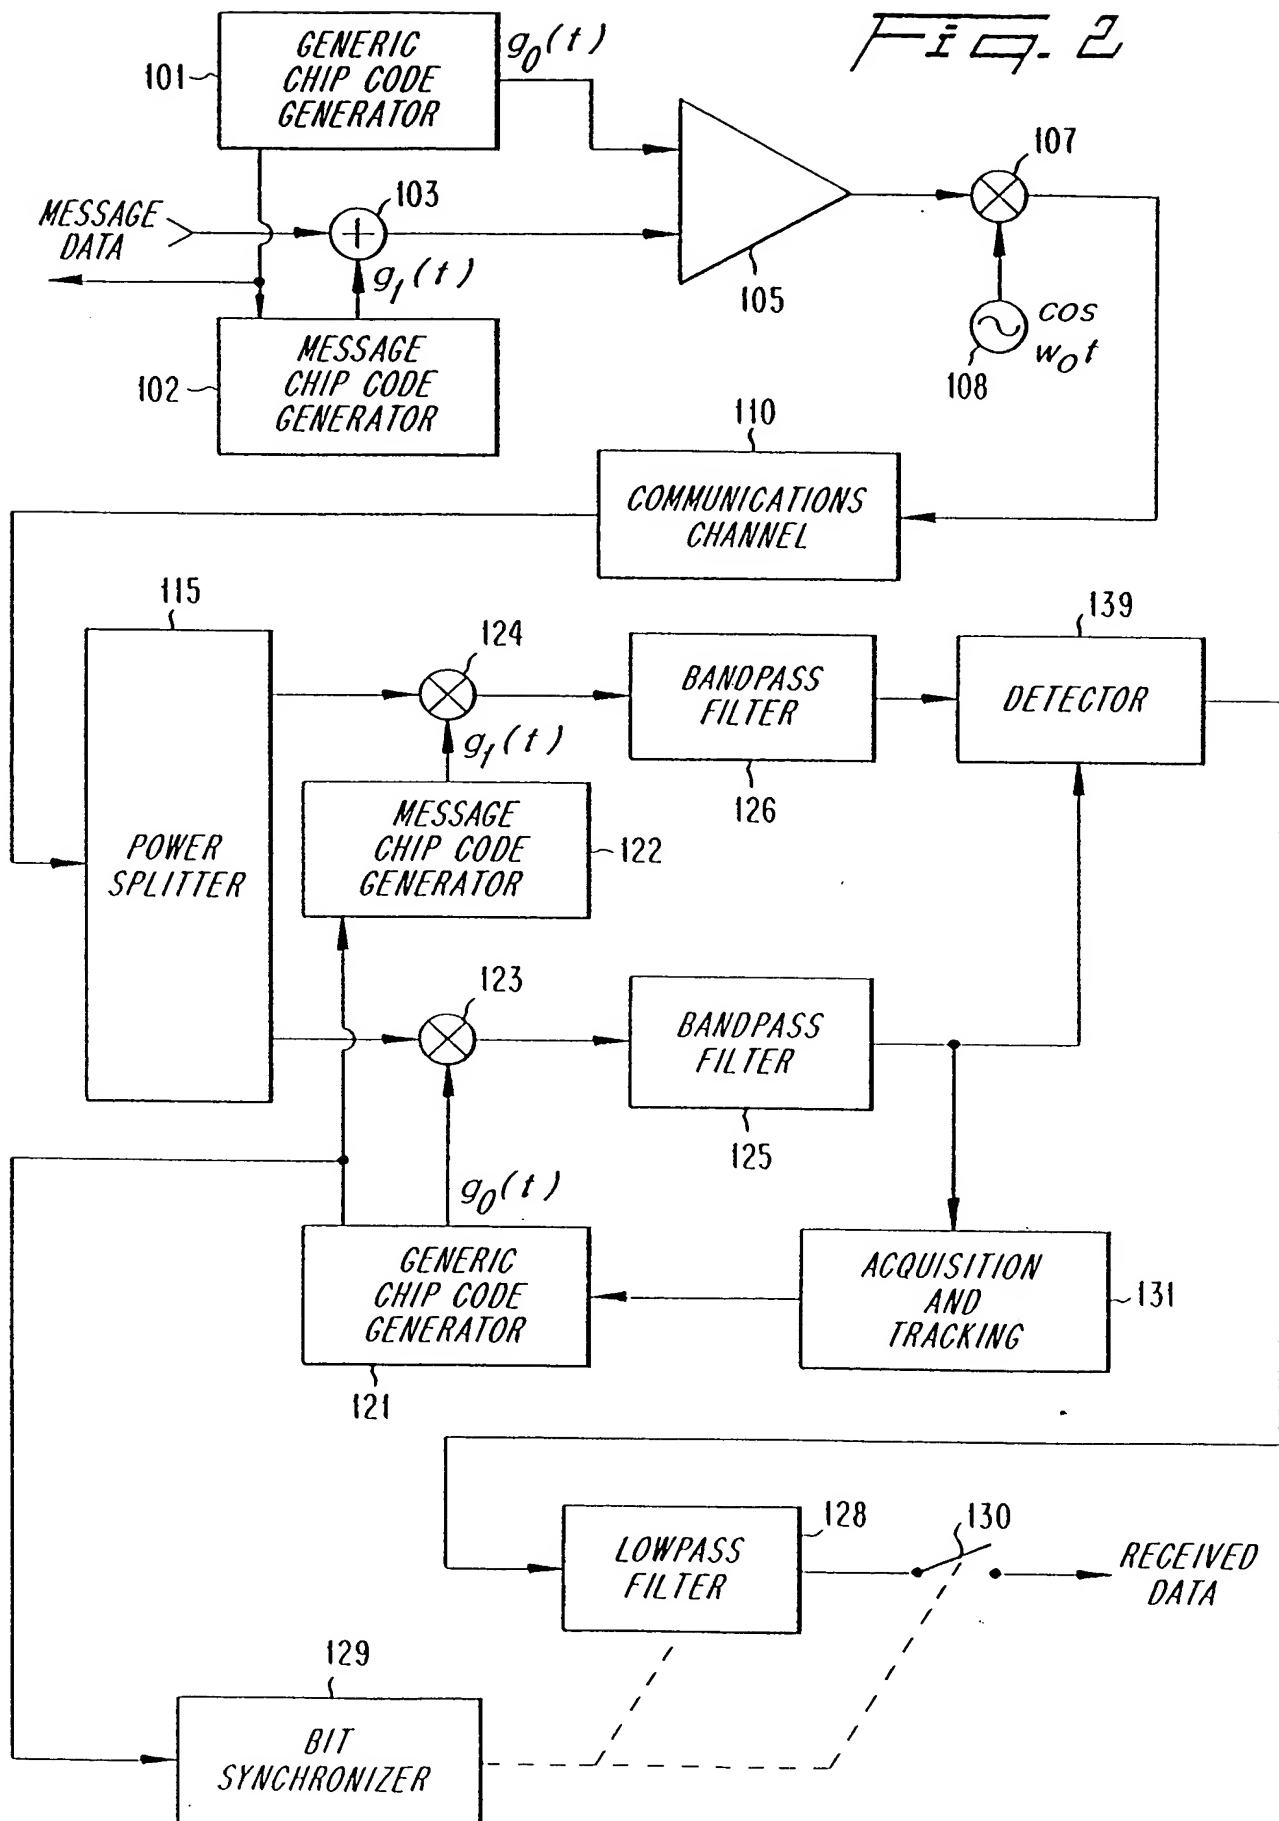 Fig. 2
GENERIC
CHIP CODE
GENERATOR
101
g0(t)
107
103
MESSAGE
DATA
g1(t)
105
cos
w0t
108
MESSAGE
CHIP CODE
GENERATOR
102
110
COMMUNICATIONS
CHANNEL
115
POWER
SPLITTER
124
BANDPASS
FILTER
126
139
DETECTOR
g1(t)
MESSAGE
CHIP CODE
GENERATOR
122
123
BANDPASS
FILTER
125
g0(t)
GENERIC
CHIP CODE
GENERATOR
121
ACQUISITION
AND
TRACKING
131
LOWPASS
FILTER
128
130
RECEIVED
DATA
129
BIT
SYNCHRONIZER